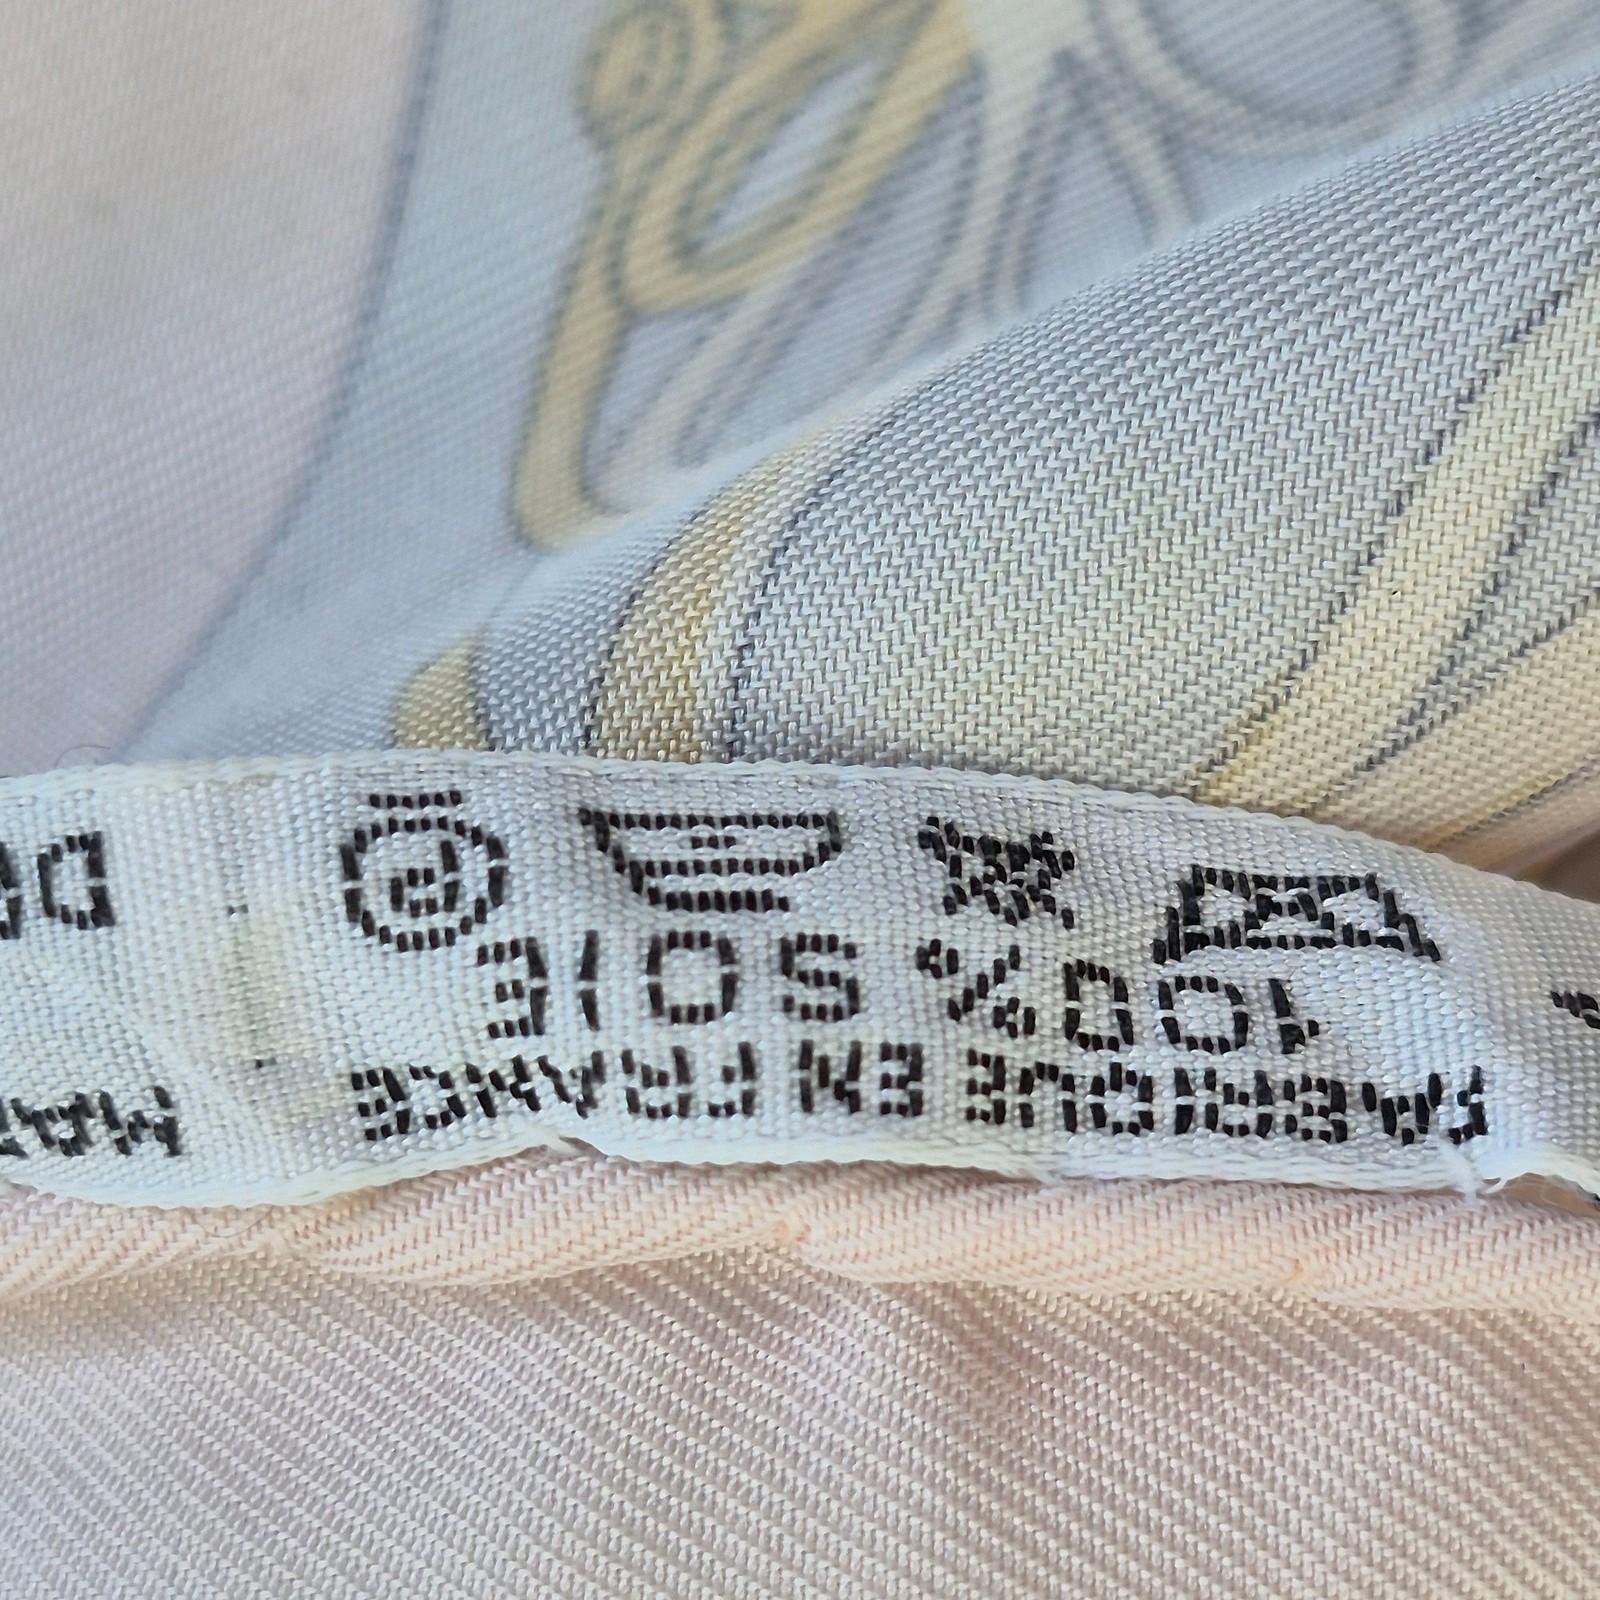 FABRIQUE EN FRANCE
100% SOIE
P